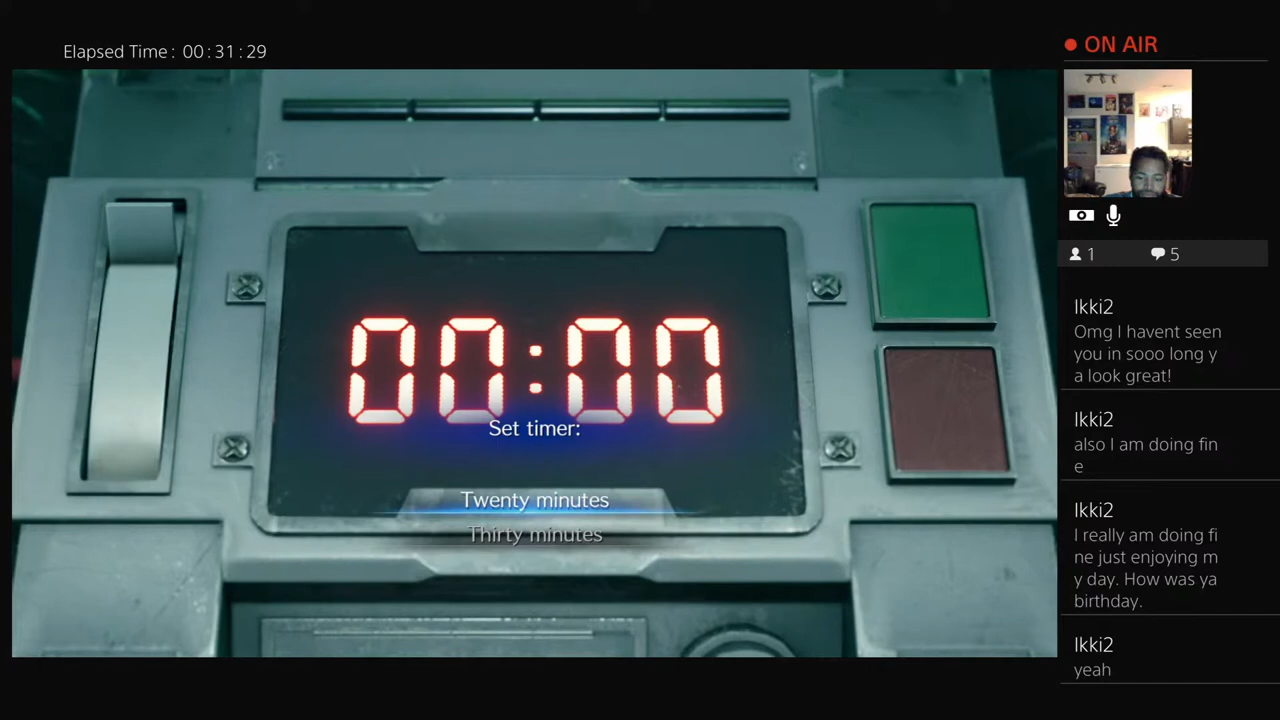 Elapsed Time: 00:31:29
ON AIR
1
5
00:00
Set timer:
Twenty minutes
Thirty minutes
Ikki2
Omg I havent seen
you in sooo long y
a look great!
Ikki2
also I am doing fin
e
Ikki2
I really am doing fi
ne just enjoying m
y day. How was ya
birthday.
Ikki2
yeah